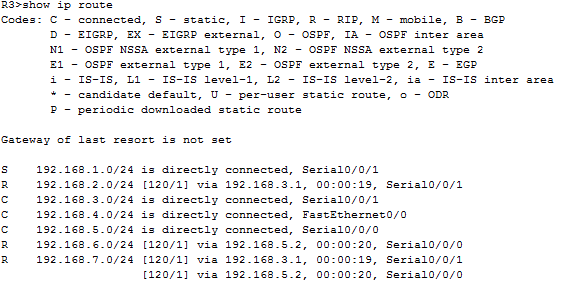 R3>show ip route
Codes: C - connected, S - static, I - IGRP, R - RIP, M - mobile, B - BGP
       D - EIGRP, EX - EIGRP external, O - OSPF, IA - OSPF inter area
       N1 - OSPF NSSA external type 1, N2 - OSPF NSSA external type 2
       E1 - OSPF external type 1, E2 - OSPF external type 2, E - EGP
       i - IS-IS, L1 - IS-IS level-1, L2 - IS-IS level-2, ia - IS-IS inter area
       * - candidate default, U - per-user static route, o - ODR
       P - periodic downloaded static route
Gateway of last resort is not set
S    192.168.1.0/24 is directly connected, Serial0/0/1
R    192.168.2.0/24 [120/1] via 192.168.3.1, 00:00:19, Serial0/0/1
C    192.168.3.0/24 is directly connected, Serial0/0/1
C    192.168.4.0/24 is directly connected, FastEthernet0/0
C    192.168.5.0/24 is directly connected, Serial0/0/0
R    192.168.6.0/24 [120/1] via 192.168.5.2, 00:00:20, Serial0/0/0
R    192.168.7.0/24 [120/1] via 192.168.3.1, 00:00:19, Serial0/0/1
                    [120/1] via 192.168.5.2, 00:00:20, Serial0/0/0